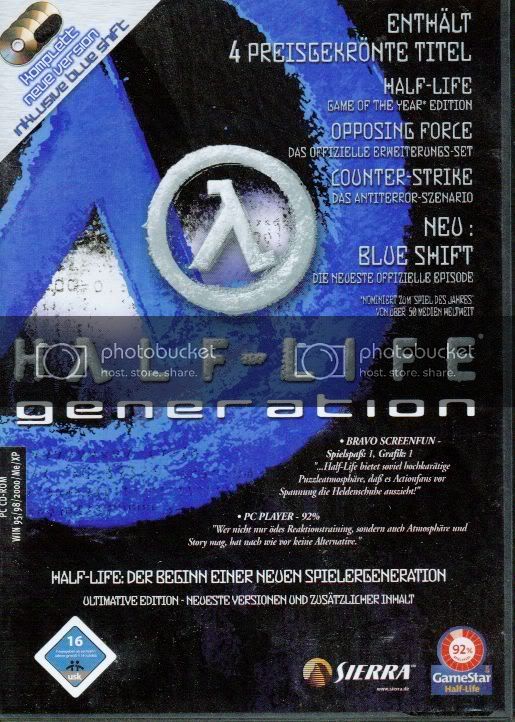 Komplett
neue Version
inklusive Blue Shift
ENTHÄLT
4 PREISGEKRÖNTE TITEL
HALF-LIFE
GAME OF THE YEAR* EDITION
OPPOSING FORCE
DAS OFFIZIELLE ERWEITERUNGS-SET
COUNTER-STRIKE
DAS ANTITERROR-SZENARIO
NEU :
BLUE SHIFT
DIE NEUESTE OFFIZIELLE EPISODE
*NOMINIERT ZUM SPIEL DES JAHRES
VON ÜBER 50 MEDIEN WELTWEIT
photobucket photobucket
host. store. share. host. store. share.
HALF-LIFE
generation
• BRAVO SCREENFUN -
Spielspaß: 1, Grafik: 1
"...Half-Life bietet soviel hochkarätige
Puzzleatmosphäre, daß es Actionfans vor
Spannung die Heldenschuhe auszieht!"
• PC PLAYER - 92%
"Wer nicht nur ödes Reaktionstraining, sondern auch Atmosphäre und
Story mag, hat nach wie vor keine Alternative."
PC CD-ROM
WIN 95/98/2000/Me/XP
HALF-LIFE: DER BEGINN EINER NEUEN SPIELERGENERATION
ULTIMATIVE EDITION - NEUESTE VERSIONEN UND ZUSÄTZLICHER INHALT
16
usk
SIERRA
www.sierra.de
92%
GameStar
Half-Life